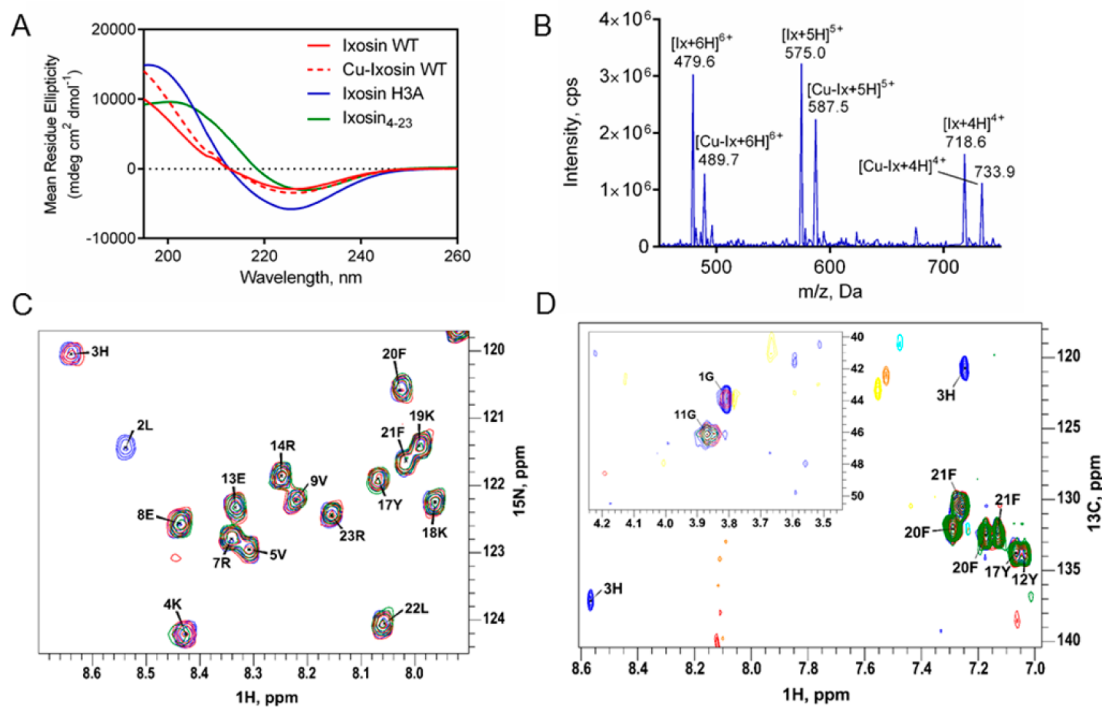 A
20000
10000
0
-10000
Mean Residue Ellipticity
(mdeg cm² dmol⁻¹)
200
220
240
260
Wavelength, nm
Ixosin WT
Cu-Ixosin WT
Ixosin H3A
Ixosin₄₋₂₃
B
4×10⁶
3×10⁶
2×10⁶
1×10⁶
0
Intensity, cps
500
600
700
m/z, Da
[Ix+6H]⁶⁺
479.6
[Cu-Ix+6H]⁶⁺
489.7
[Ix+5H]⁵⁺
575.0
[Cu-Ix+5H]⁵⁺
587.5
[Ix+4H]⁴⁺
718.6
[Cu-Ix+4H]⁴⁺
733.9
C
3H
2L
8E
4K
13E
7R
5V
14R
9V
23R
20F
19K
21F
17Y
18K
22L
120
121
122
123
124
15N, ppm
8.6
8.5
8.4
8.3
8.2
8.1
8.0
1H, ppm
D
1G
11G
40
42
44
46
48
50
4.2
4.1
4.0
3.9
3.8
3.7
3.6
3.5
3H
3H
21F
21F
20F
20F
17Y
12Y
120
125
130
135
140
13C, ppm
8.6
8.4
8.2
8.0
7.8
7.6
7.4
7.2
7.0
1H, ppm